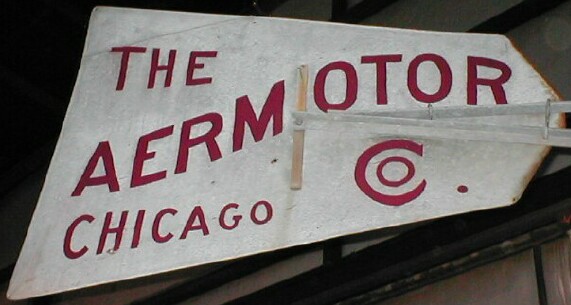 THE
AERMOTOR
CHICAGO CO.